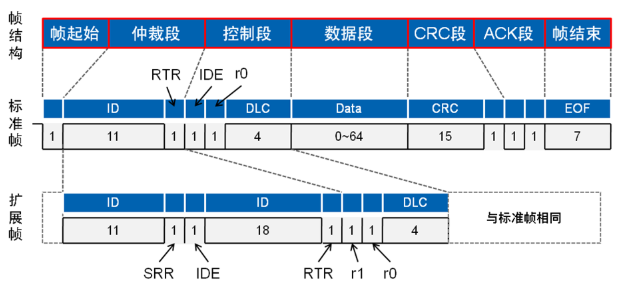 帧结构
帧起始 仲裁段 控制段 数据段 CRC段 ACK段 帧结束
RTR IDE r0
标准帧
ID DLC Data CRC EOF
1 11 1 1 1 4 0~64 15 1 1 1 7
扩展帧
ID ID DLC
11 1 1 18 1 1 1 4
与标准帧相同
SRR IDE RTR r1 r0